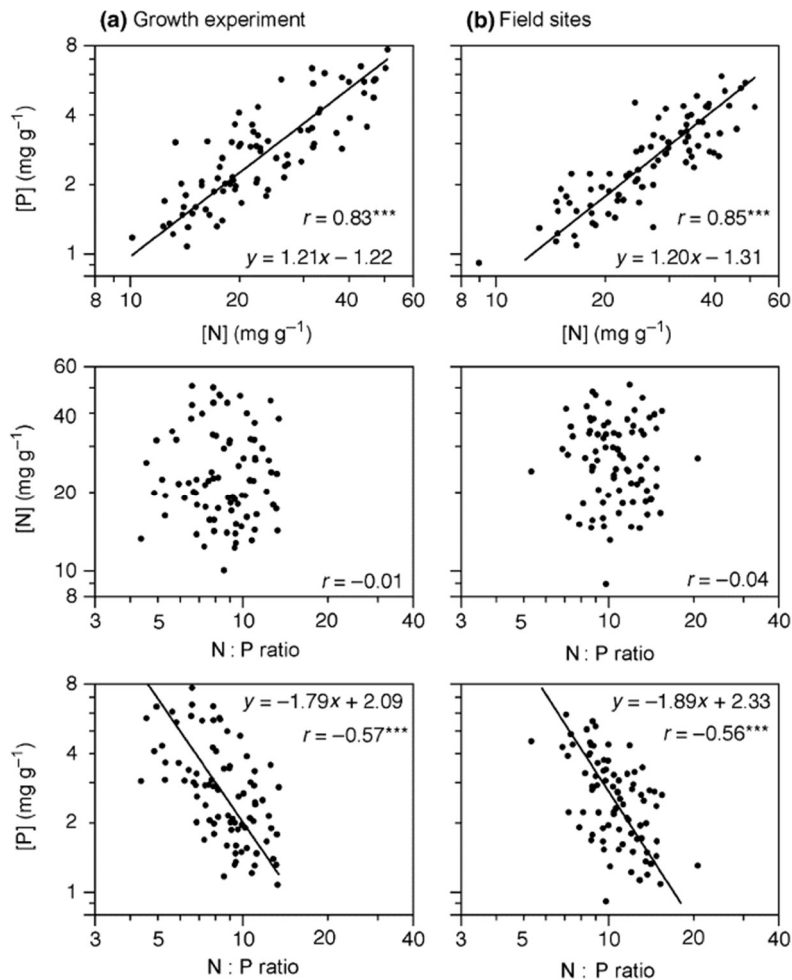 (a) Growth experiment
(b) Field sites
8
4
2
1
[P] (mg g⁻¹)
r = 0.83***
y = 1.21x − 1.22
8 10 20 40 60
[N] (mg g⁻¹)
r = 0.85***
y = 1.20x − 1.31
8 10 20 40 60
[N] (mg g⁻¹)
60
40
20
10
8
[N] (mg g⁻¹)
r = −0.01
3 5 10 20 40
N : P ratio
r = −0.04
3 5 10 20 40
N : P ratio
8
4
2
1
[P] (mg g⁻¹)
y = −1.79x + 2.09
r = −0.57***
3 5 10 20 40
N : P ratio
y = −1.89x + 2.33
r = −0.56***
3 5 10 20 40
N : P ratio